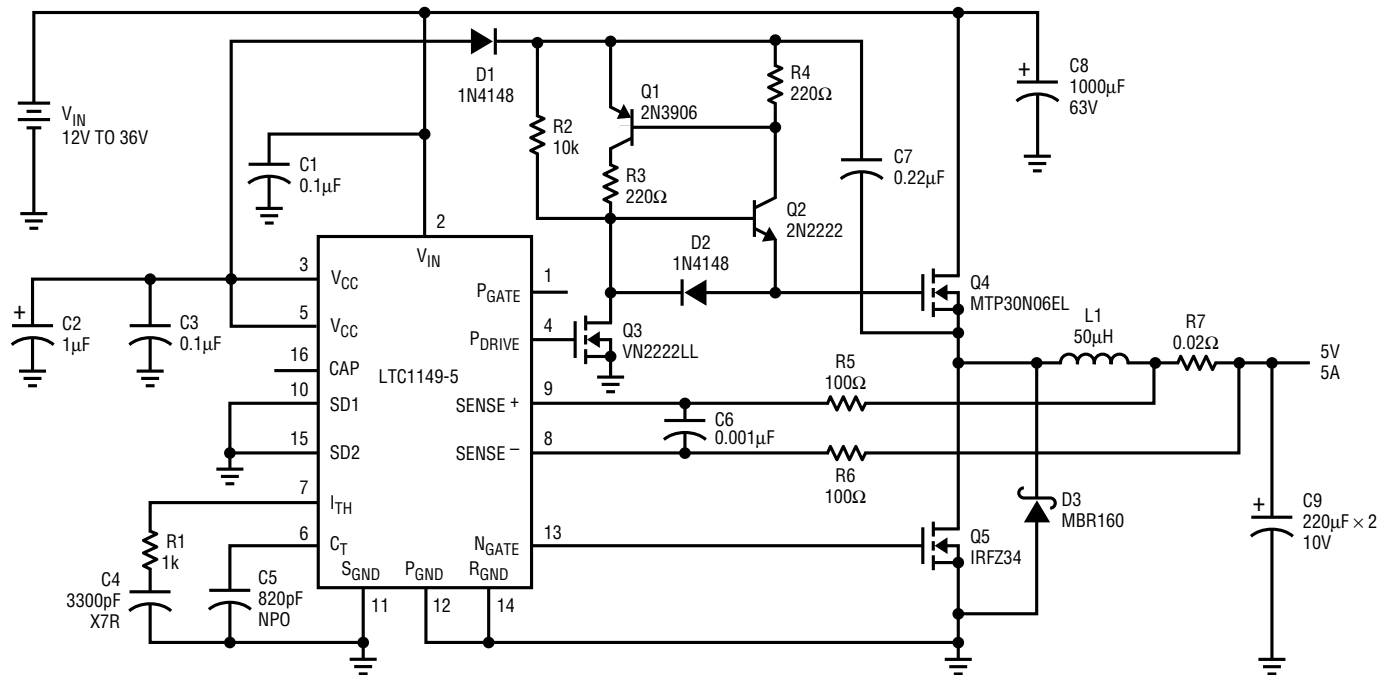 VIN
12V TO 36V
D1
1N4148
R2
10k
Q1
2N3906
R3
220Ω
R4
220Ω
C7
0.22µF
C8
+
1000µF
63V
C1
0.1µF
Q2
2N2222
D2
1N4148
Q4
MTP30N06EL
L1
50µH
R7
0.02Ω
5V
5A
2
VIN
3
VCC
5
VCC
16
CAP
10
SD1
15
SD2
7
ITH
6
CT
LTC1149-5
1
PGATE
4
PDRIVE
9
SENSE +
8
SENSE –
13
NGATE
SGND
PGND
RGND
11
12
14
+
C2
1µF
C3
0.1µF
Q3
VN2222LL
R5
100Ω
C6
0.001µF
R6
100Ω
R1
1k
C4
3300pF
X7R
C5
820pF
NPO
Q5
IRFZ34
D3
MBR160
+
C9
220µF × 2
10V